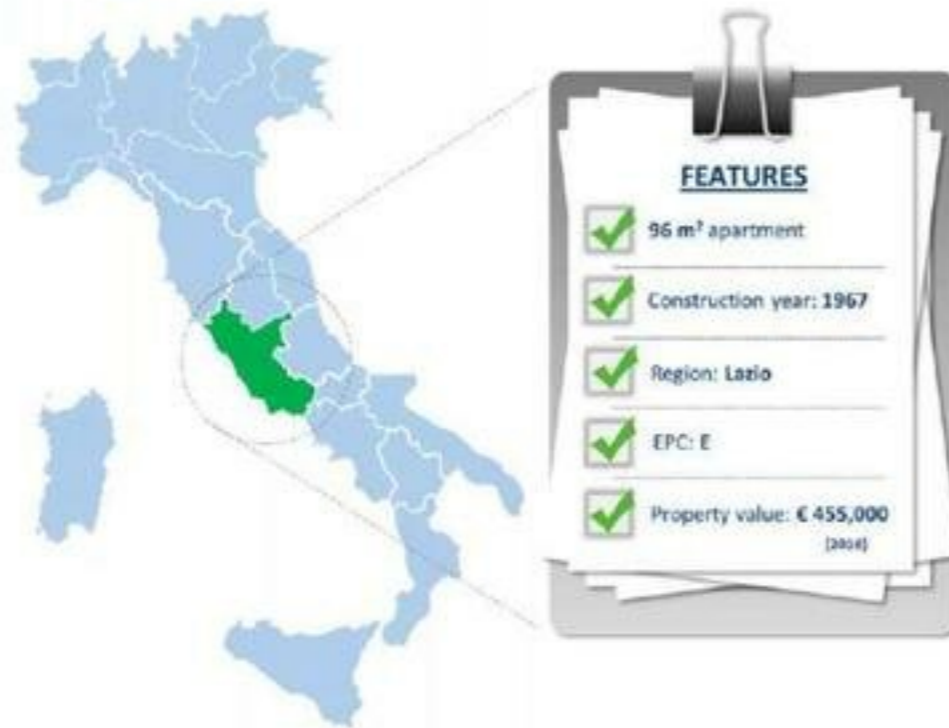 FEATURES
96 m² apartment
Construction year: 1967
Region: Lazio
EPC: E
Property value: € 455,000